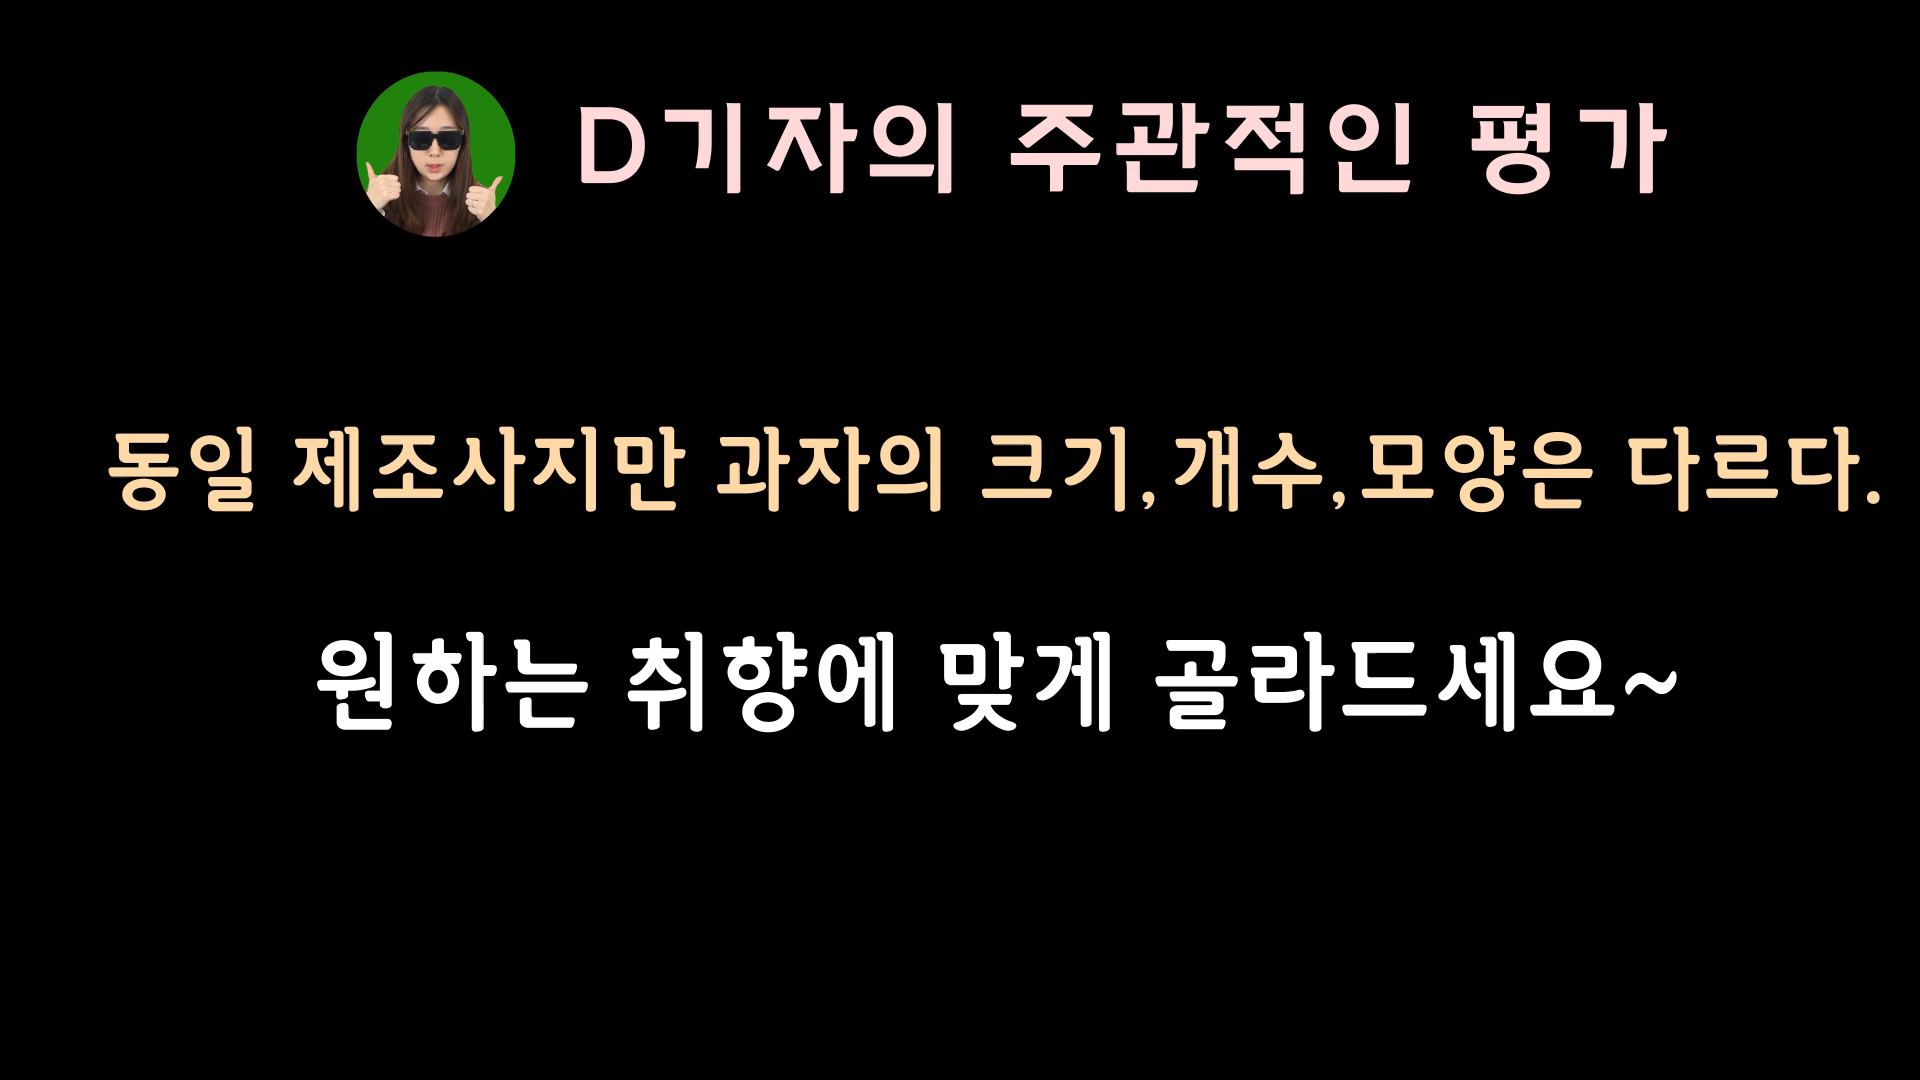 D기자의 주관적인 평가
동일 제조사지만 과자의 크기,개수,모양은 다르다.
원하는 취향에 맞게 골라드세요~